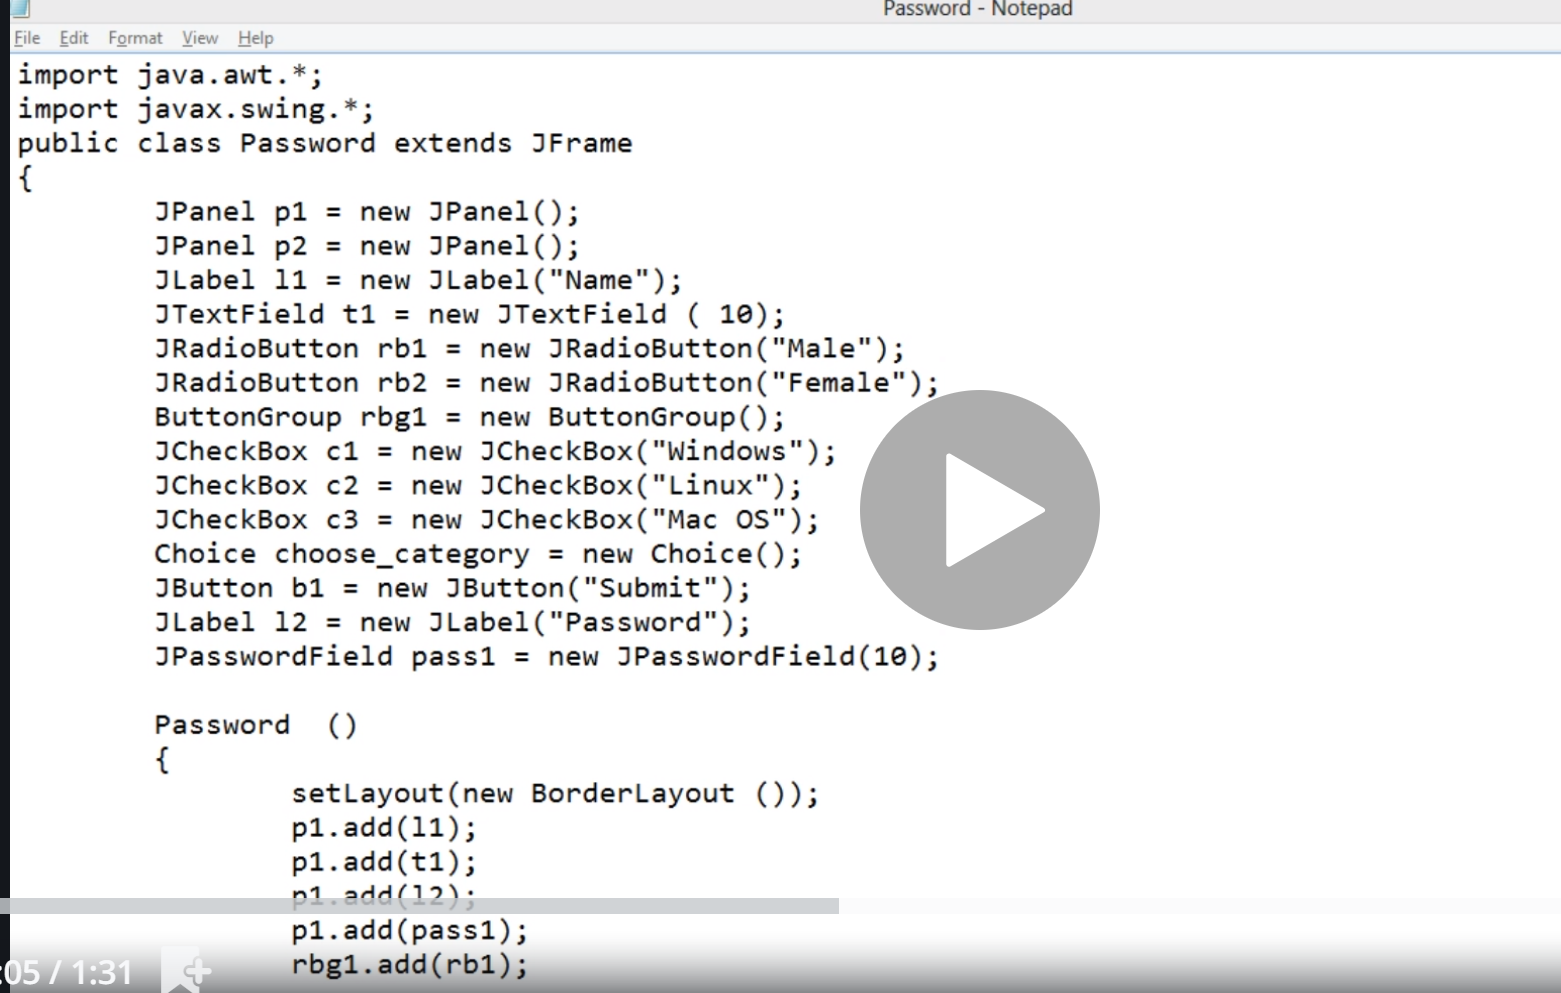 Password - Notepad
File Edit Format View Help
import java.awt.*;
import javax.swing.*;
public class Password extends JFrame
{
JPanel p1 = new JPanel();
JPanel p2 = new JPanel();
JLabel l1 = new JLabel("Name");
JTextField t1 = new JTextField ( 10);
JRadioButton rb1 = new JRadioButton("Male");
JRadioButton rb2 = new JRadioButton("Female");
ButtonGroup rbg1 = new ButtonGroup();
JCheckBox c1 = new JCheckBox("Windows");
JCheckBox c2 = new JCheckBox("Linux");
JCheckBox c3 = new JCheckBox("Mac OS");
Choice choose_category = new Choice();
JButton b1 = new JButton("Submit");
JLabel l2 = new JLabel("Password");
JPasswordField pass1 = new JPasswordField(10);
Password  ()
{
setLayout(new BorderLayout ());
p1.add(l1);
p1.add(t1);
p1.add(l2);
p1.add(pass1);
rbg1.add(rb1);
:05 / 1:31